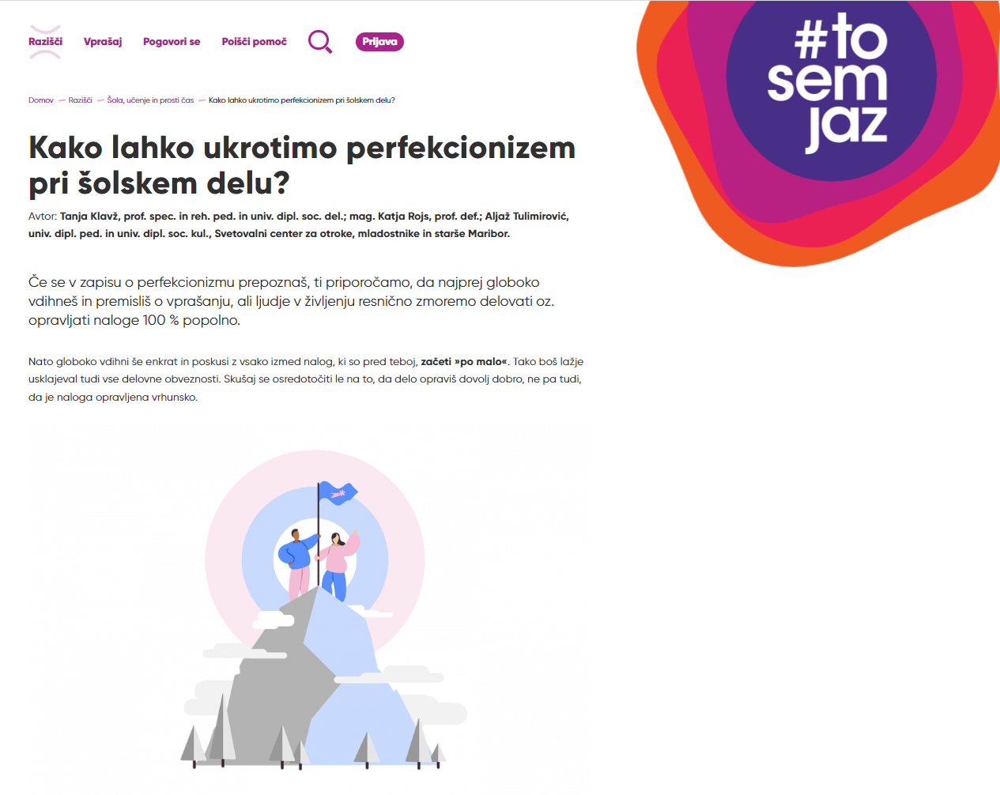 Razišči Vprašaj Pogovori se Poišči pomoč Prijava
#to
sem
jaz
Domov — Razišči — Šola, učenje in prosti čas — Kako lahko ukrotimo perfekcionizem pri šolskem delu?
Kako lahko ukrotimo perfekcionizem
pri šolskem delu?
Avtor: Tanja Klavž, prof. spec. in reh. ped. in univ. dipl. soc. del.; mag. Katja Rojs, prof. def.; Aljaž Tulimirović,
univ. dipl. ped. in univ. dipl. soc. kul., Svetovalni center za otroke, mladostnike in starše Maribor.
Če se v zapisu o perfekcionizmu prepoznaš, ti priporočamo, da najprej globoko
vdihneš in premisliš o vprašanju, ali ljudje v življenju resnično zmoremo delovati oz.
opravljati naloge 100 % popolno.
Nato globoko vdihni še enkrat in poskusi z vsako izmed nalog, ki so pred teboj, začeti »po malo«. Tako boš lažje
usklajeval tudi vse delovne obveznosti. Skušaj se osredotočiti le na to, da delo opraviš dovolj dobro, ne pa tudi,
da je naloga opravljena vrhunsko.